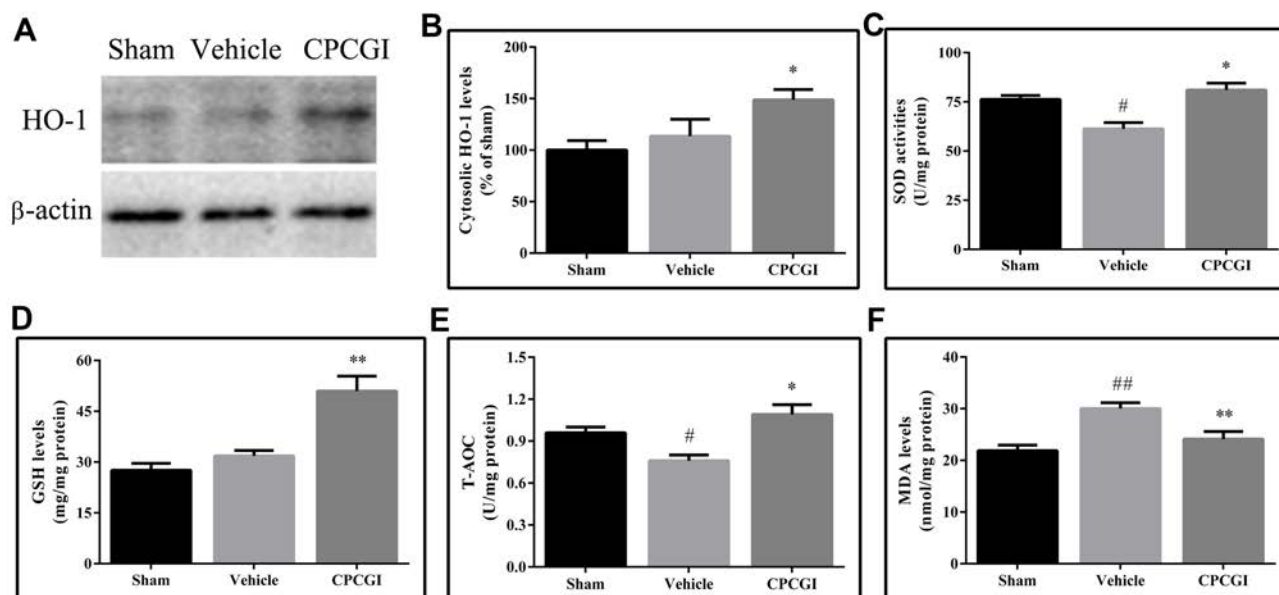 A
Sham Vehicle CPCGI
HO-1
β-actin
B
Cytosolic HO-1 levels
(% of sham)
200
150
100
50
0
*
Sham Vehicle CPCGI
C
SOD activities
(U/mg protein)
100
75
50
25
0
#
*
Sham Vehicle CPCGI
D
GSH levels
(mg/mg protein)
60
45
30
15
0
**
Sham Vehicle CPCGI
E
T-AOC
(U/mg protein)
1.5
1.2
0.9
0.6
0.3
0.0
#
*
Sham Vehicle CPCGI
F
MDA levels
(nmol/mg protein)
40
30
20
10
0
##
**
Sham Vehicle CPCGI